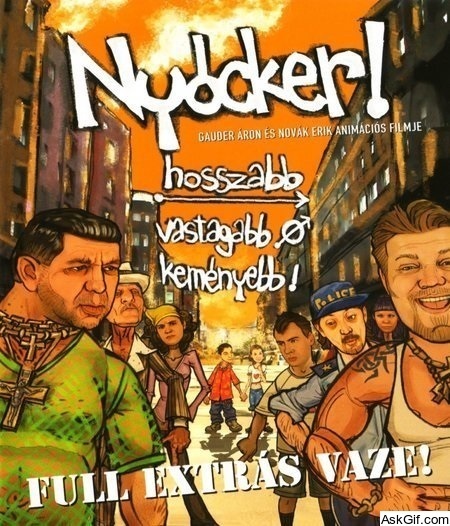 Nyócker!
GAUDER ÁRON ÉS NOVÁK ERIK ANIMÁCIÓS FILMJE
hosszabb
vastagabb
keményebb!
POLICE
FULL EXTRÁS VAZE!
AskGif.com